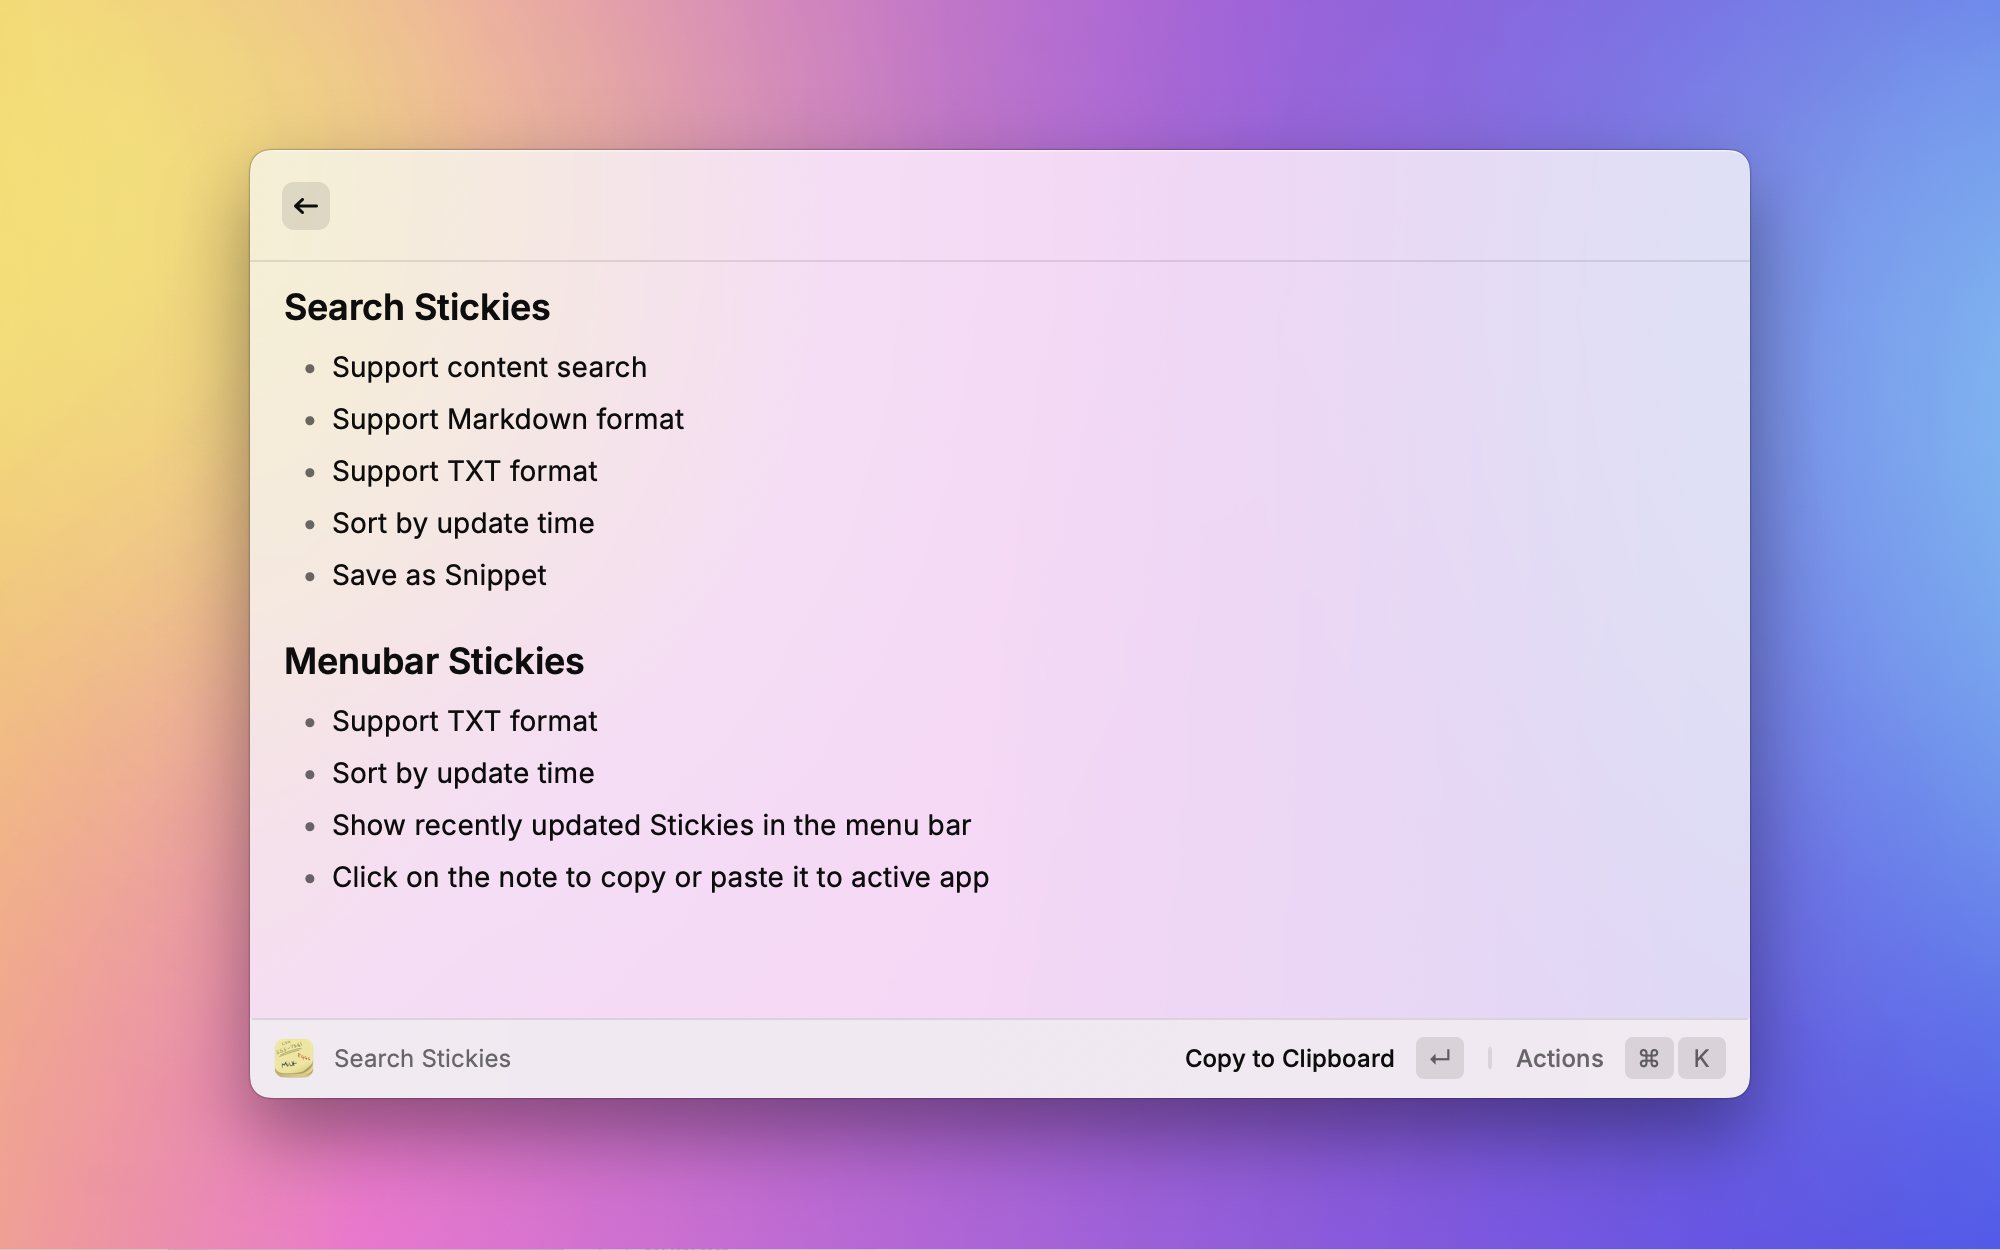 Search Stickies
Support content search
Support Markdown format
Support TXT format
Sort by update time
Save as Snippet
Menubar Stickies
Support TXT format
Sort by update time
Show recently updated Stickies in the menu bar
Click on the note to copy or paste it to active app
Search Stickies
Copy to Clipboard
Actions ⌘ K